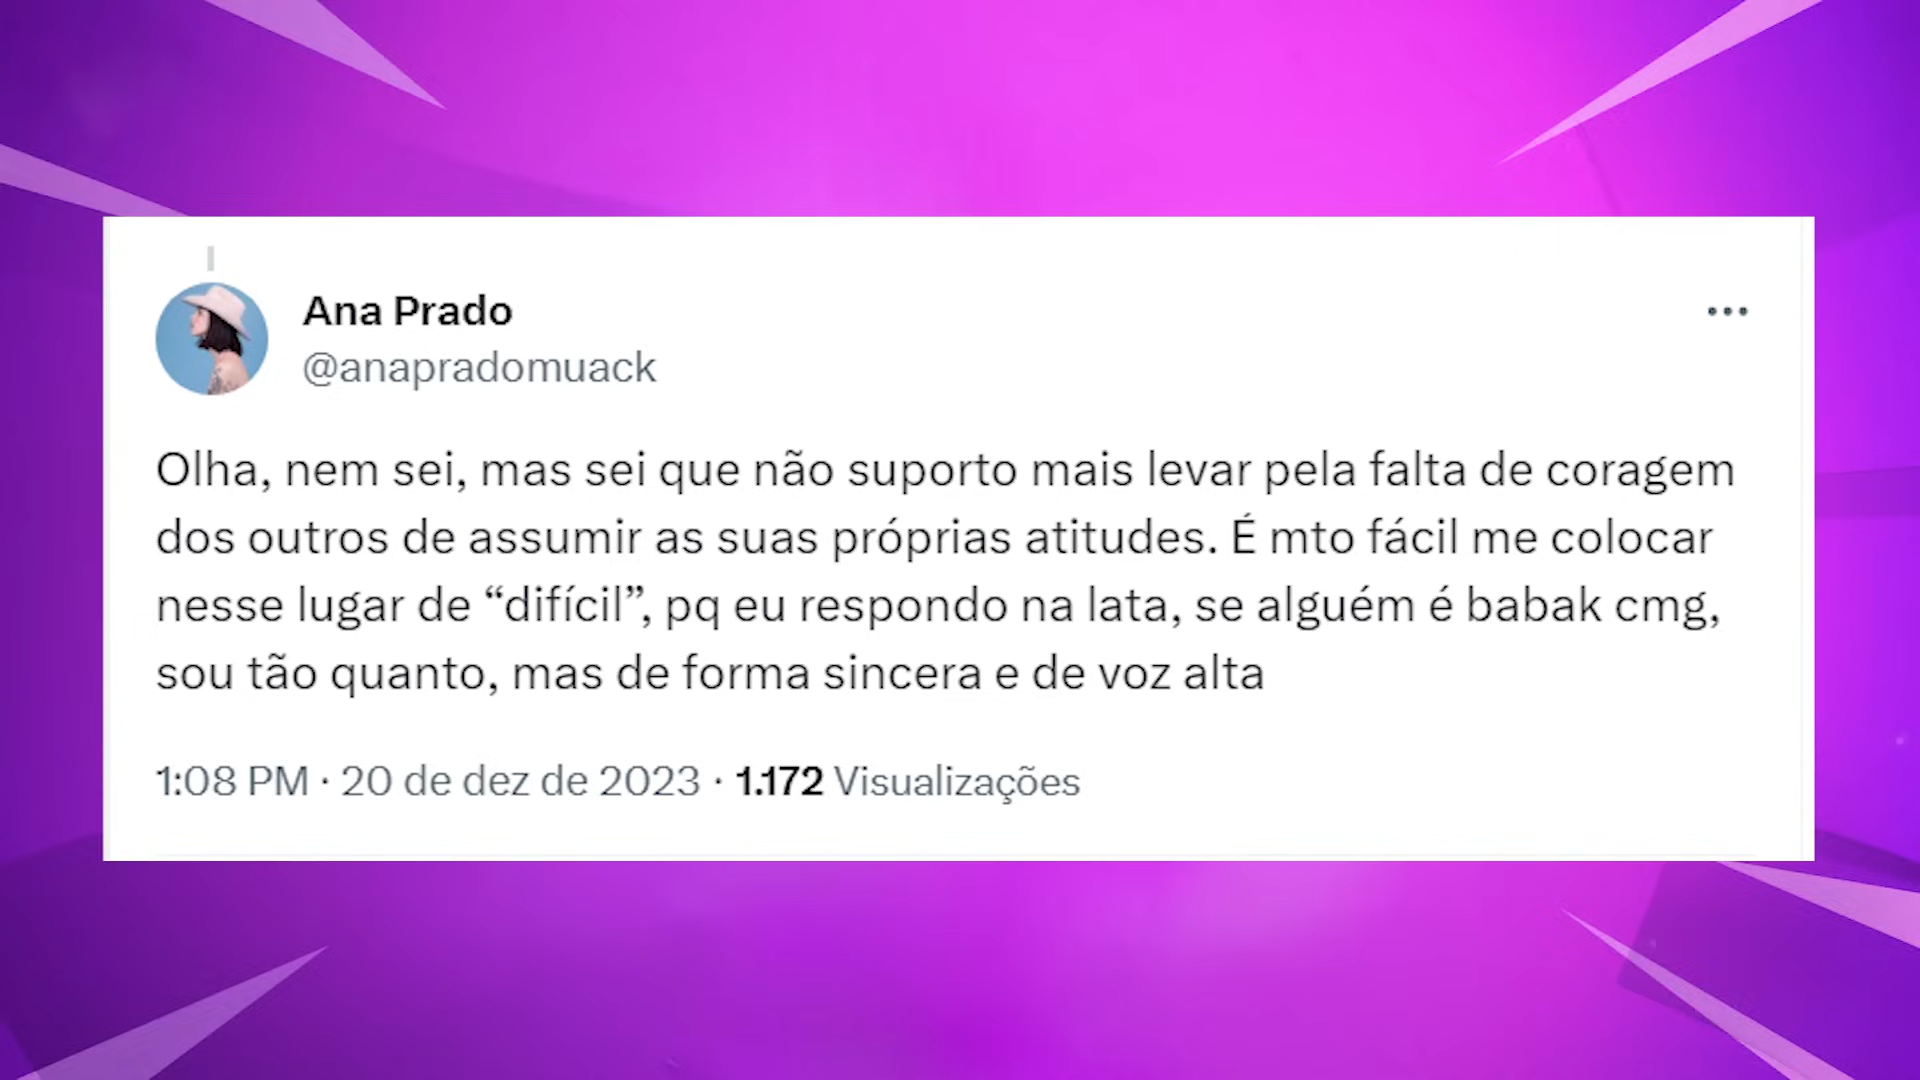 Ana Prado
@anapradomuack
Olha, nem sei, mas sei que não suporto mais levar pela falta de coragem
dos outros de assumir as suas próprias atitudes. É mto fácil me colocar
nesse lugar de “difícil”, pq eu respondo na lata, se alguém é babak cmg,
sou tão quanto, mas de forma sincera e de voz alta
1:08 PM · 20 de dez de 2023 · 1.172 Visualizações